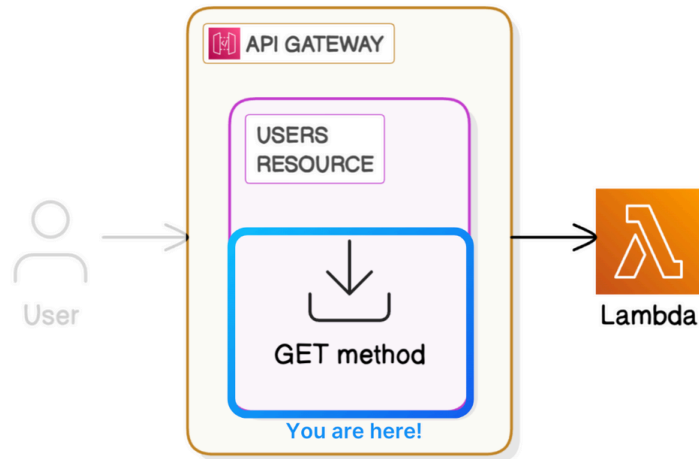 API GATEWAY
USERS
RESOURCE
User
GET method
Lambda
You are here!